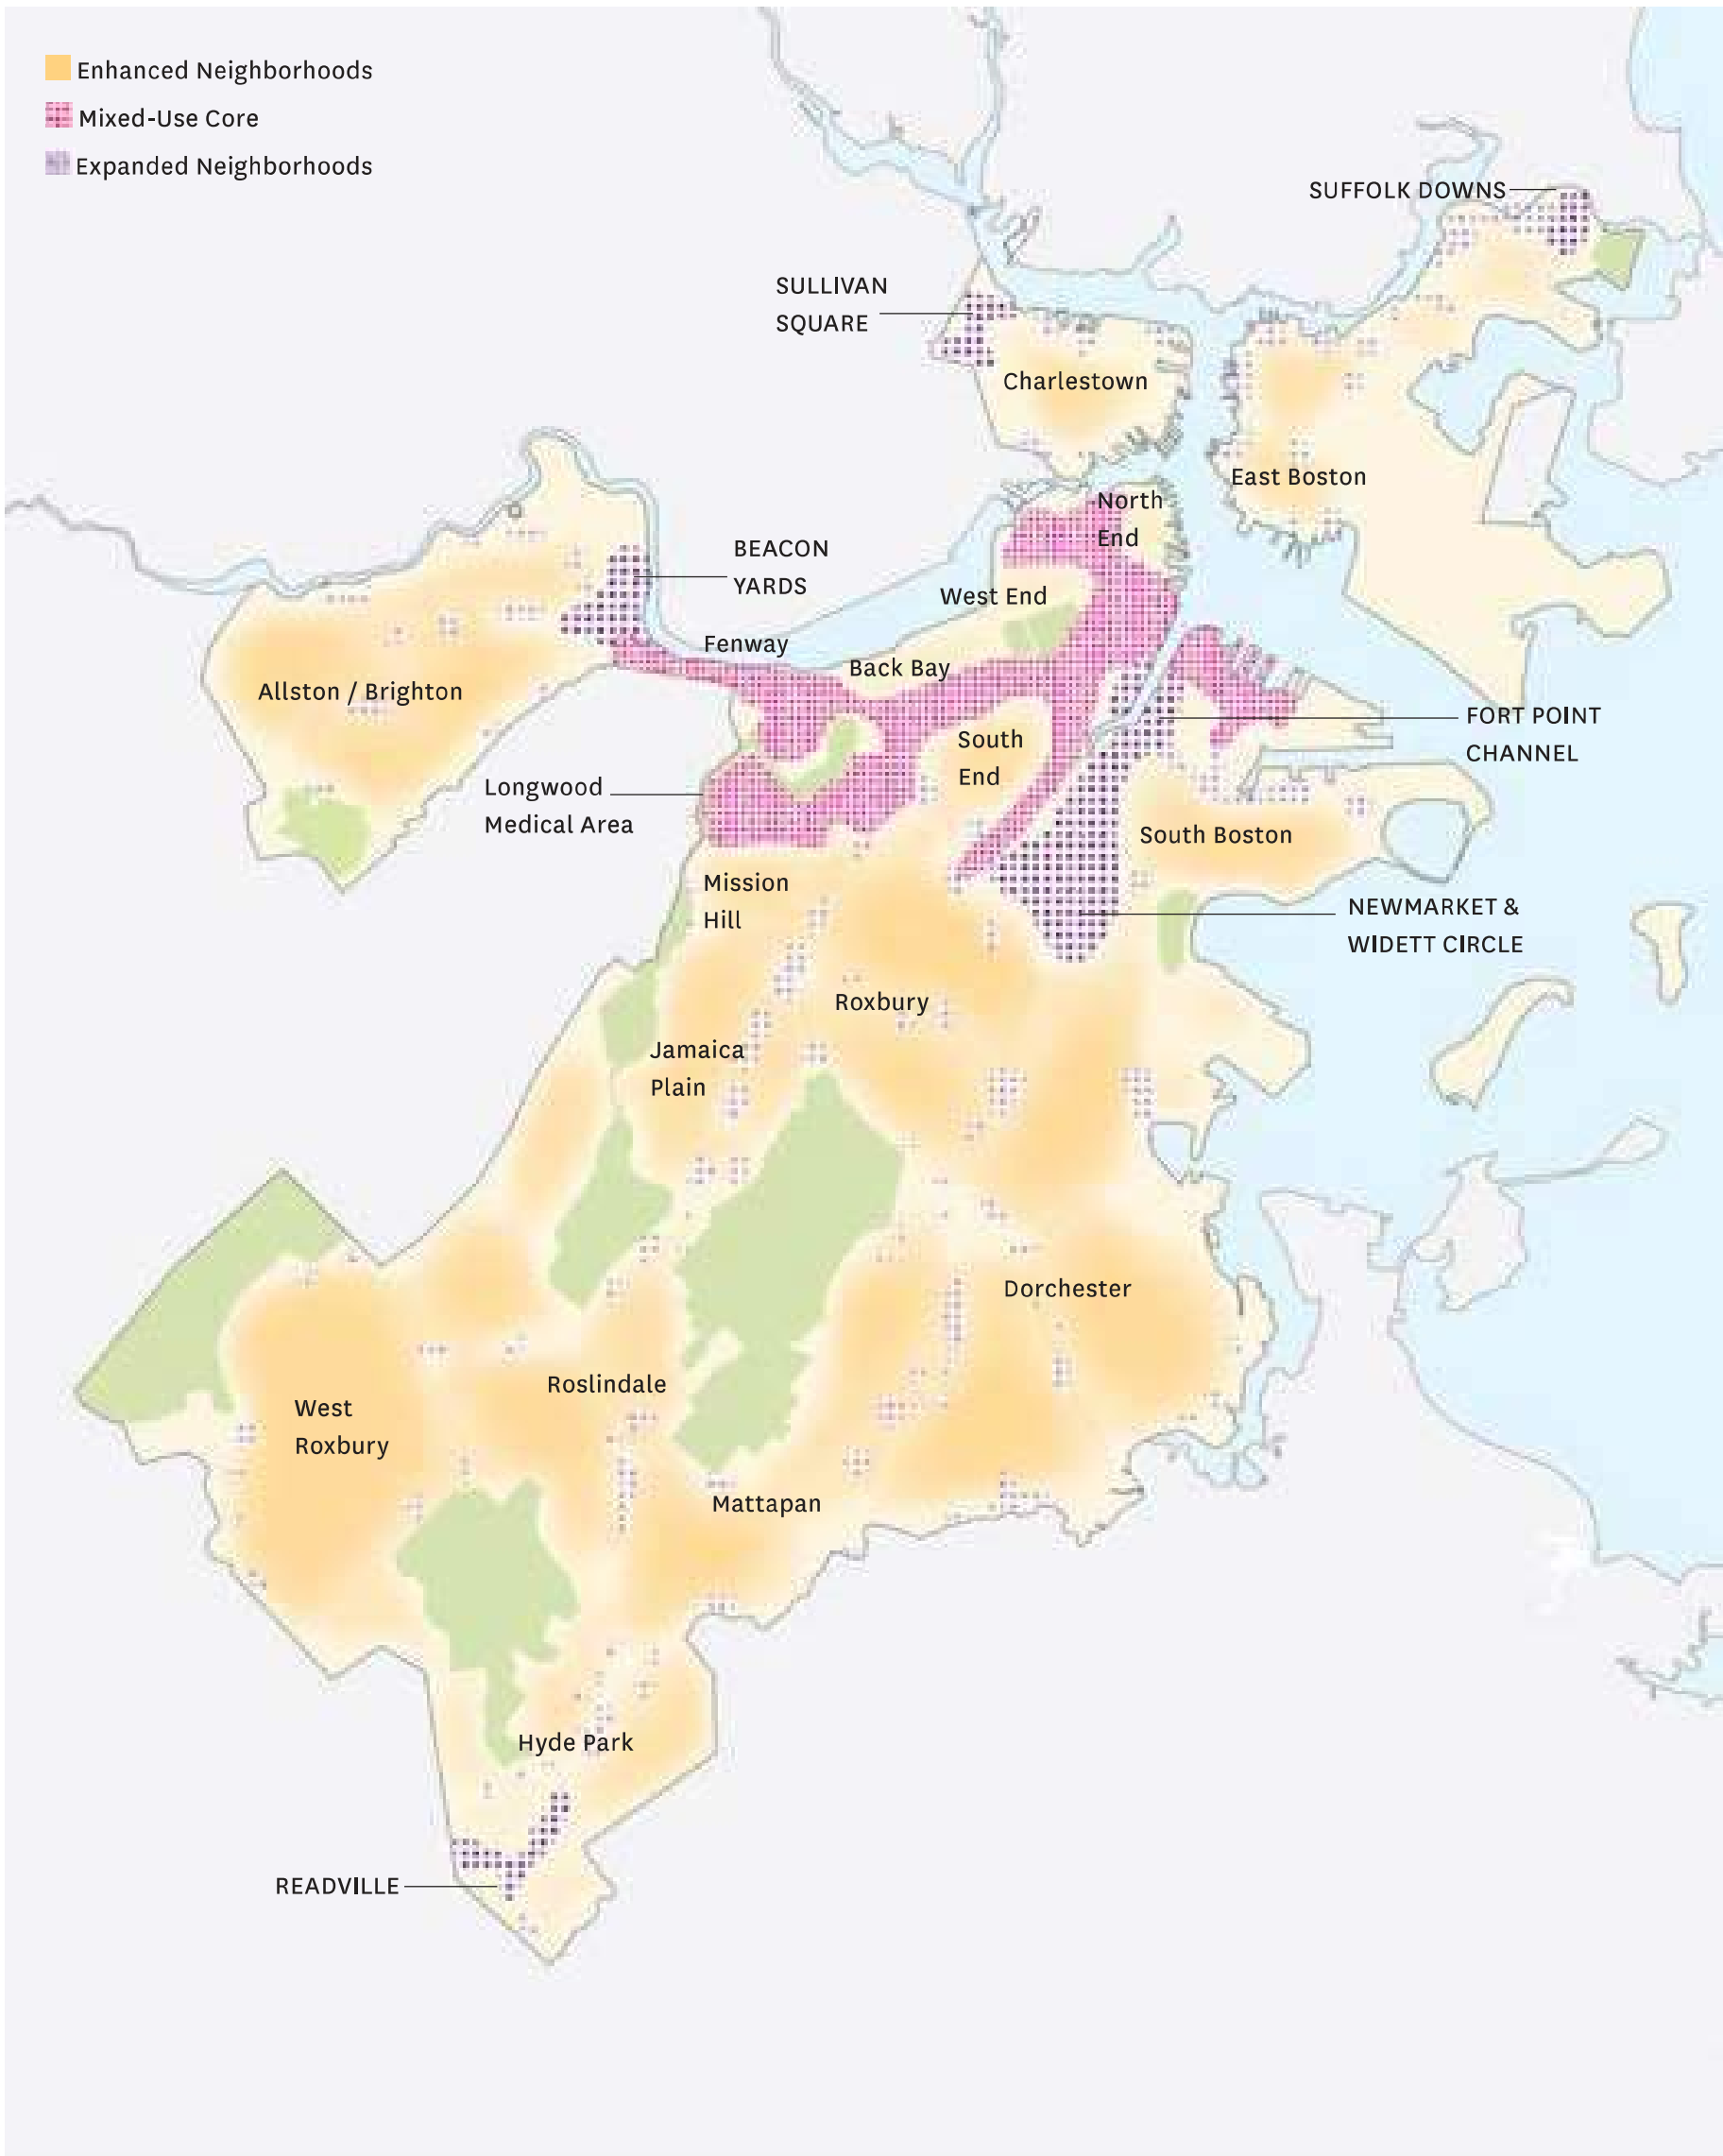 Enhanced Neighborhoods
Mixed-Use Core
Expanded Neighborhoods
SUFFOLK DOWNS
SULLIVAN
SQUARE
Charlestown
East Boston
North
End
BEACON
YARDS
West End
Fenway
Back Bay
Allston / Brighton
FORT POINT
CHANNEL
South
End
Longwood
Medical Area
South Boston
Mission
Hill
NEWMARKET &
WIDETT CIRCLE
Roxbury
Jamaica
Plain
Dorchester
Roslindale
West
Roxbury
Mattapan
Hyde Park
READVILLE